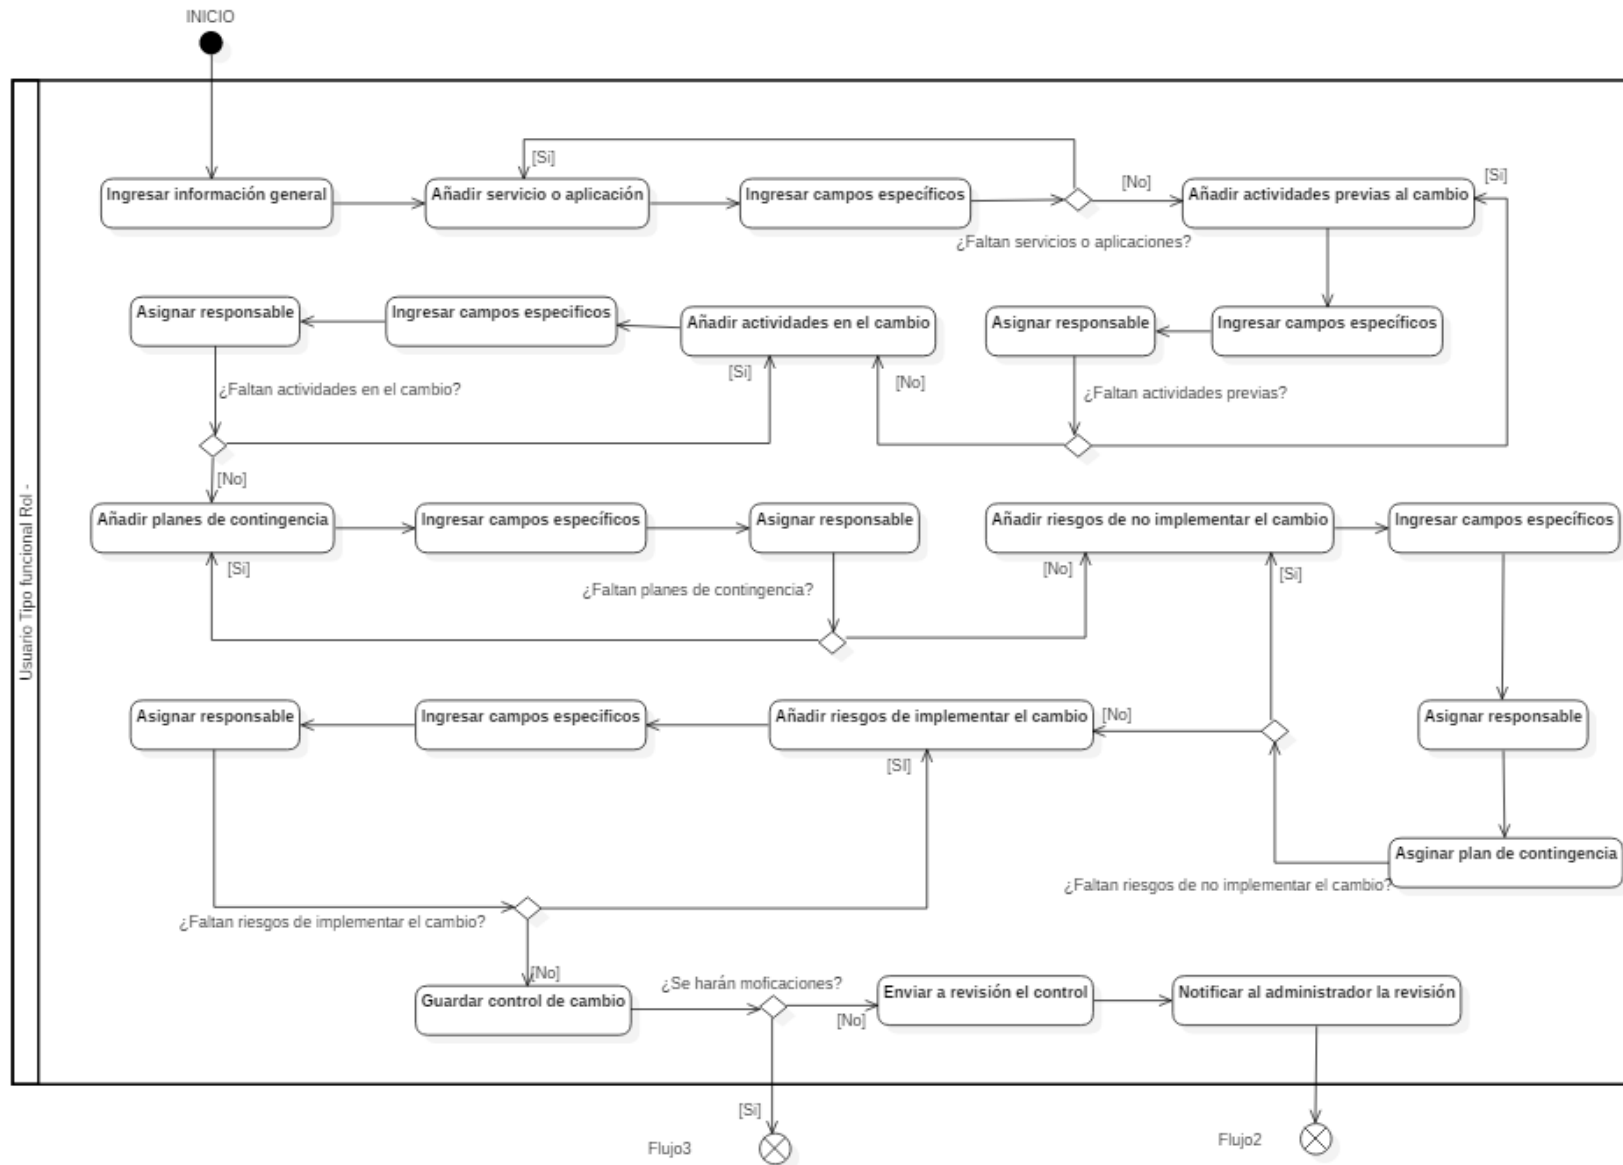 INICIO
Usuario Tipo funcional Rol -
[Si]
[No]
[Si]
Ingresar información general
Añadir servicio o aplicación
Ingresar campos específicos
Añadir actividades previas al cambio
¿Faltan servicios o aplicaciones?
Asignar responsable
Ingresar campos especificos
Añadir actividades en el cambio
Asignar responsable
Ingresar campos específicos
[Si]
[No]
¿Faltan actividades en el cambio?
¿Faltan actividades previas?
[No]
Añadir planes de contingencia
Ingresar campos específicos
Asignar responsable
Añadir riesgos de no implementar el cambio
Ingresar campos específicos
[Si]
[No]
[Si]
¿Faltan planes de contingencia?
Asignar responsable
Ingresar campos especificos
Añadir riesgos de implementar el cambio
[No]
Asignar responsable
[SI]
Asginar plan de contingencia
¿Faltan riesgos de no implementar el cambio?
¿Faltan riesgos de implementar el cambio?
[No]
¿Se harán moficaciones?
Guardar control de cambio
Enviar a revisión el control
Notificar al administrador la revisión
[No]
[Si]
Flujo3
Flujo2